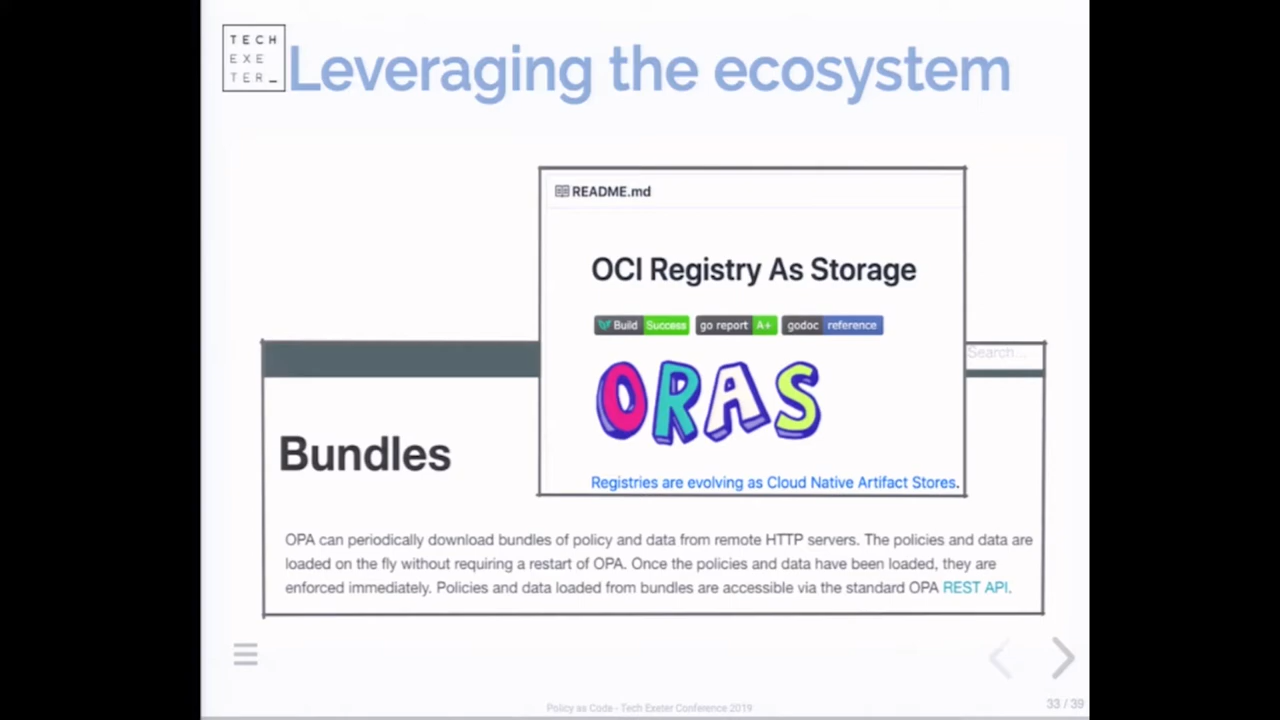 TECH
EXE
TER_
Leveraging the ecosystem
README.md
OCI Registry As Storage
Build Success go report A+ godoc reference
ORAS
Registries are evolving as Cloud Native Artifact Stores.
Search...
Bundles
OPA can periodically download bundles of policy and data from remote HTTP servers. The policies and data are
loaded on the fly without requiring a restart of OPA. Once the policies and data have been loaded, they are
enforced immediately. Policies and data loaded from bundles are accessible via the standard OPA REST API.
33 / 39
Policy as Code - Tech Exeter Conference 2019